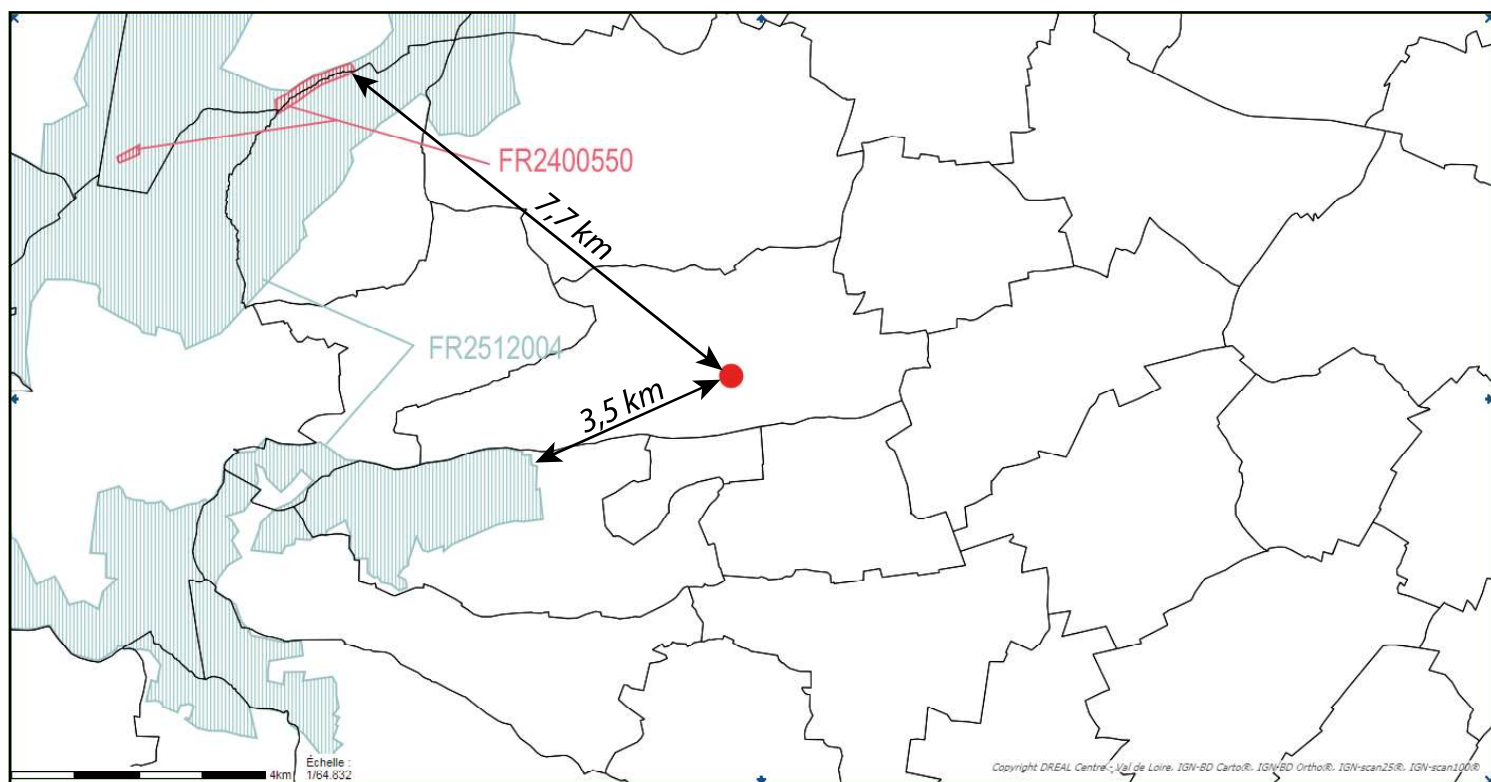 FR2400550
7,7 km
FR2512004
3,5 km
Échelle :
4km 1/64.832
Copyright DREAL Centre - Val de Loire, IGN-BD Carto®, IGN-BD Ortho®, IGN-scan25®, IGN-scan100®